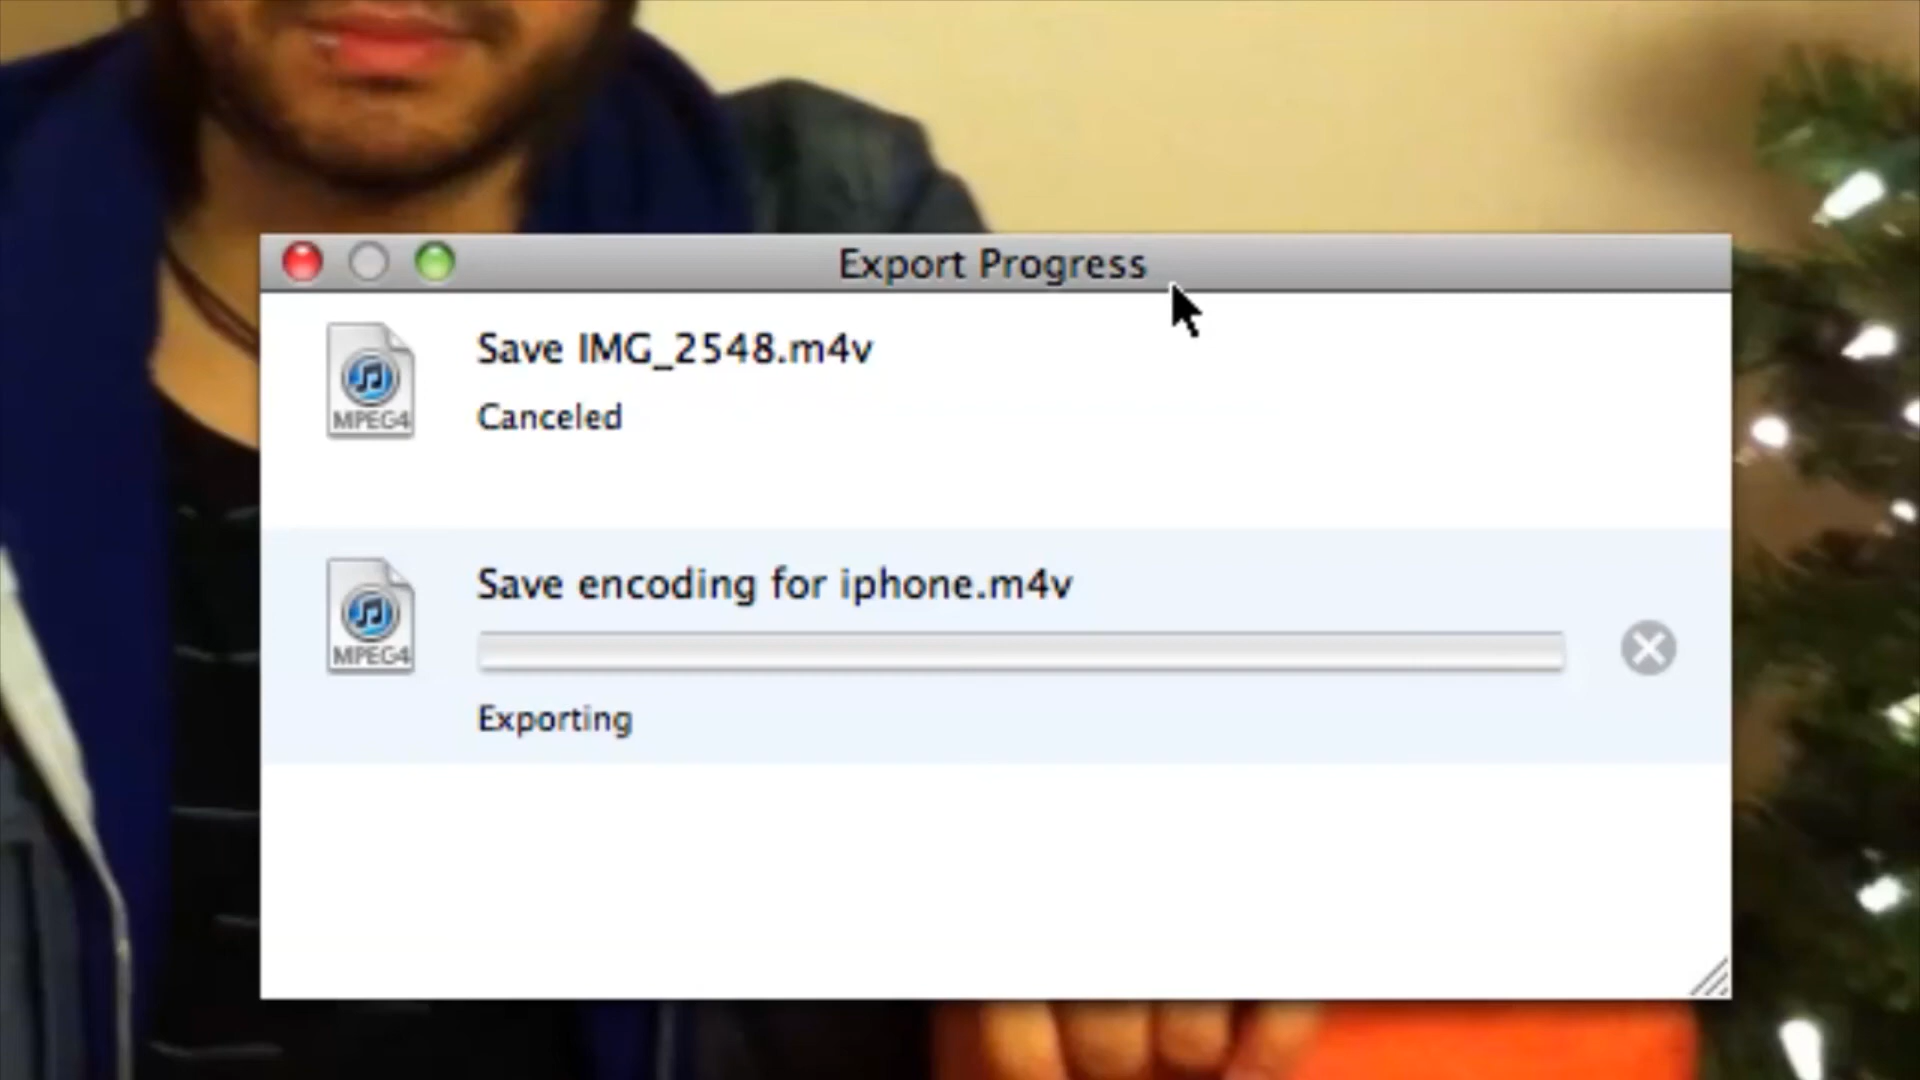 Export Progress
Save IMG_2548.m4v
MPEG4
Canceled
Save encoding for iphone.m4v
MPEG4
Exporting